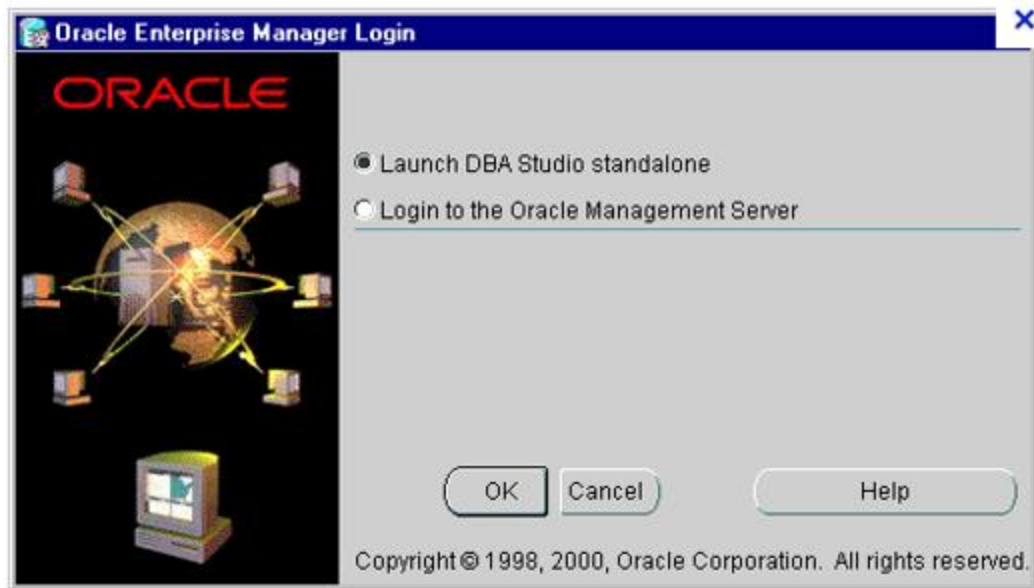 Oracle Enterprise Manager Login
ORACLE
Launch DBA Studio standalone
Login to the Oracle Management Server
OK Cancel Help
Copyright © 1998, 2000, Oracle Corporation. All rights reserved.